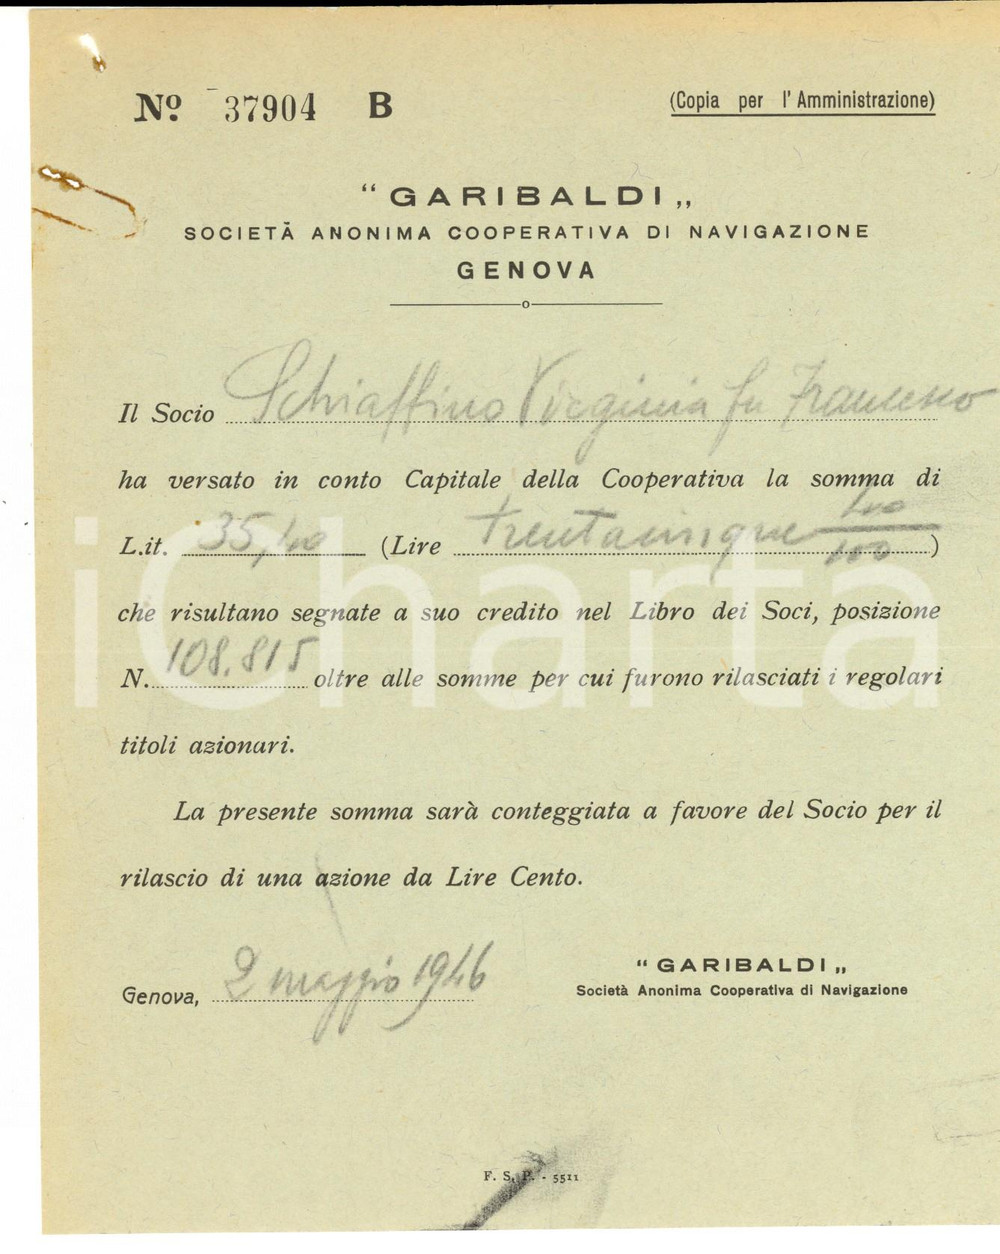 Nº 37904 B
(Copia per l'Amministrazione)
“ GARIBALDI „
SOCIETÀ ANONIMA COOPERATIVA DI NAVIGAZIONE
GENOVA
Il Socio Schiaffino Virginia fu Francesco
ha versato in conto Capitale della Cooperativa la somma di
L.it. 35,40 (Lire trentacinque 40/100)
che risultano segnate a suo credito nel Libro dei Soci, posizione
N. 108.815 oltre alle somme per cui furono rilasciati i regolari
titoli azionari.
La presente somma sarà conteggiata a favore del Socio per il
rilascio di una azione da Lire Cento.
Genova, 2 maggio 1946
“ GARIBALDI „
Società Anonima Cooperativa di Navigazione
F. S. P. - 5511
iCharta